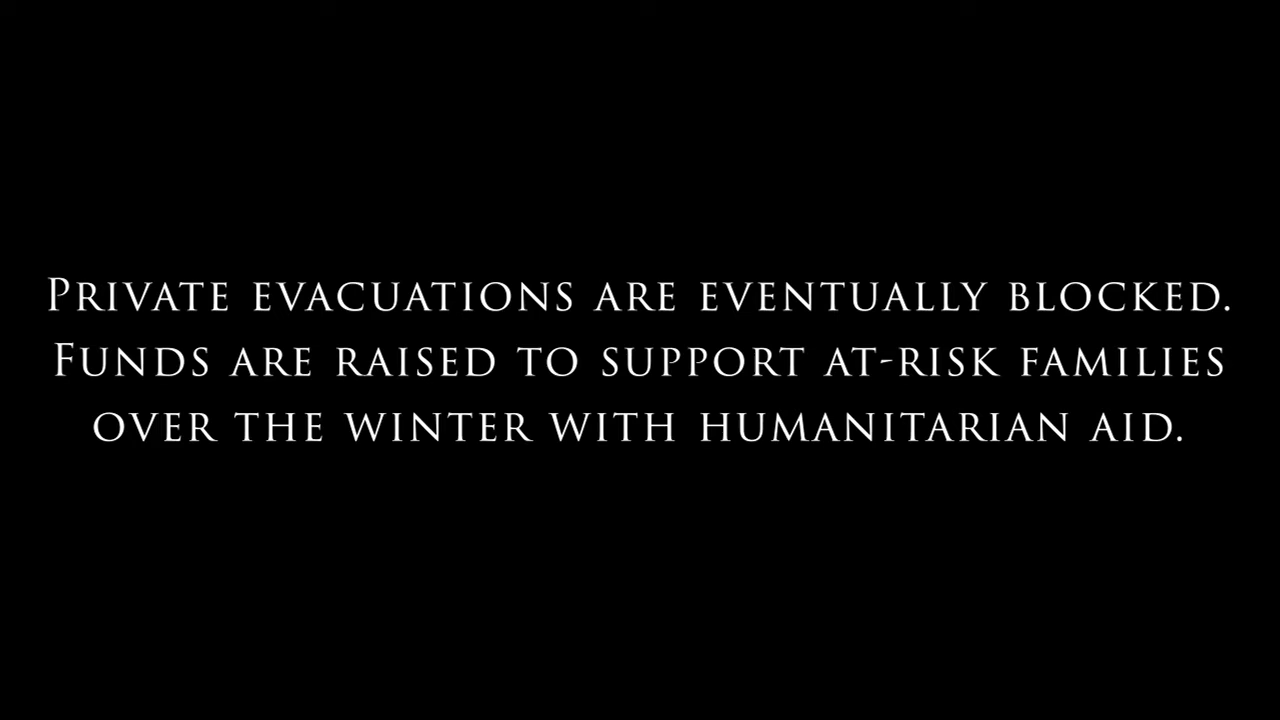 Private evacuations are eventually blocked.
Funds are raised to support at-risk families
over the winter with humanitarian aid.